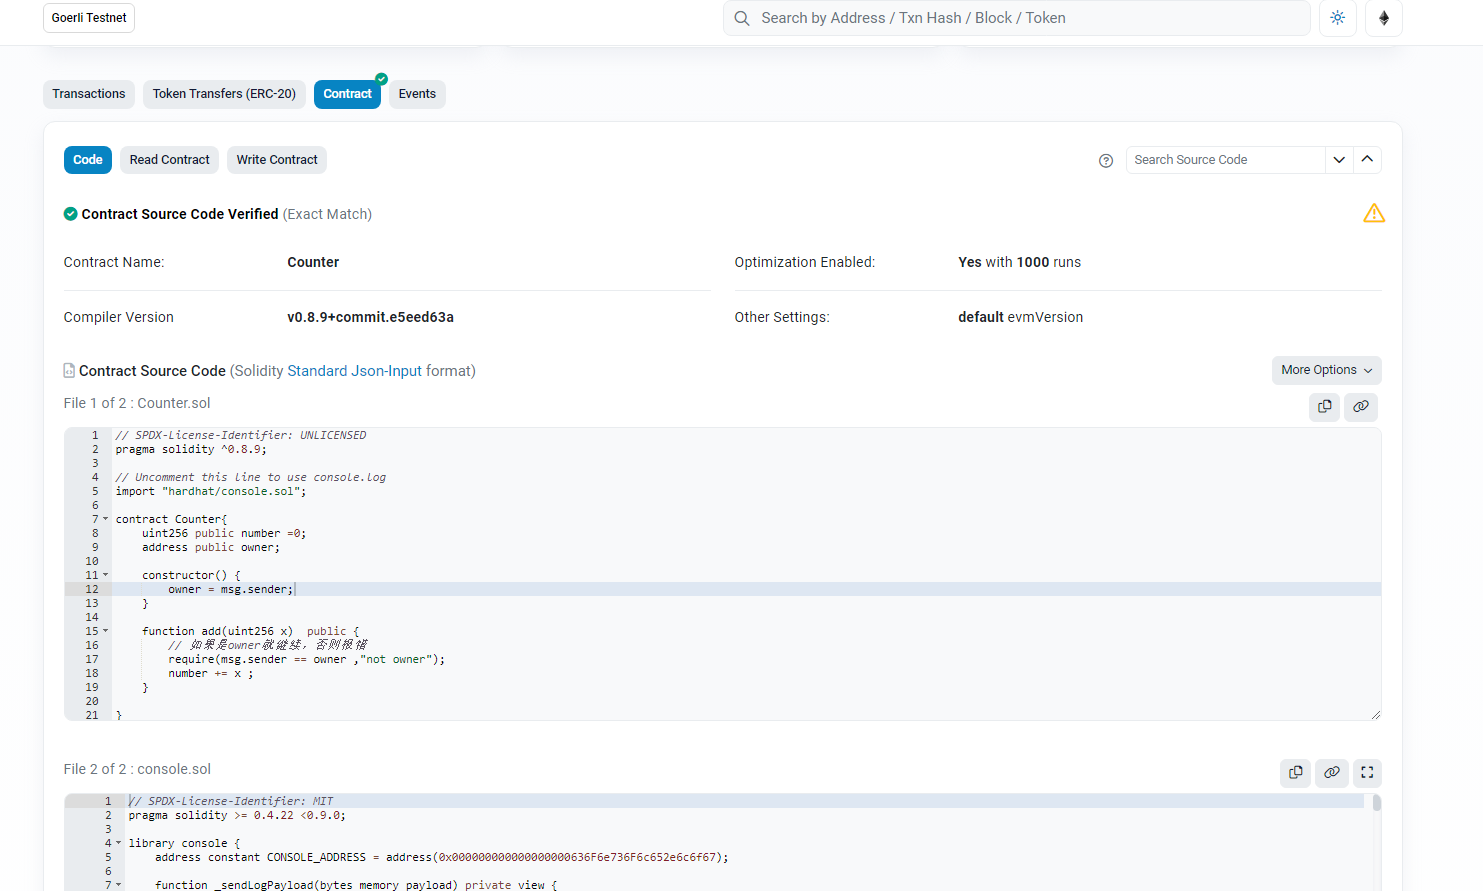 Goerli Testnet
Search by Address / Txn Hash / Block / Token
Transactions
Token Transfers (ERC-20)
Contract
Events
Code
Read Contract
Write Contract
Search Source Code
Contract Source Code Verified (Exact Match)
Contract Name:
Counter
Optimization Enabled:
Yes with 1000 runs
Compiler Version
v0.8.9+commit.e5eed63a
Other Settings:
default evmVersion
Contract Source Code (Solidity Standard Json-Input format)
More Options
File 1 of 2 : Counter.sol
1 // SPDX-License-Identifier: UNLICENSED
2 pragma solidity ^0.8.9;
3
4 // Uncomment this line to use console.log
5 import "hardhat/console.sol";
6
7 contract Counter{
8 uint256 public number =0;
9 address public owner;
10
11 constructor() {
12 owner = msg.sender;
13 }
14
15 function add(uint256 x)  public {
16 // 如果是owner就继续，否则报错
17 require(msg.sender == owner ,"not owner");
18 number += x ;
19 }
20
21 }
File 2 of 2 : console.sol
1 // SPDX-License-Identifier: MIT
2 pragma solidity >= 0.4.22 <0.9.0;
3
4 library console {
5 address constant CONSOLE_ADDRESS = address(0x000000000000000000636F6e736F6c652e6c6f67);
6
7 function _sendLogPayload(bytes memory payload) private view {